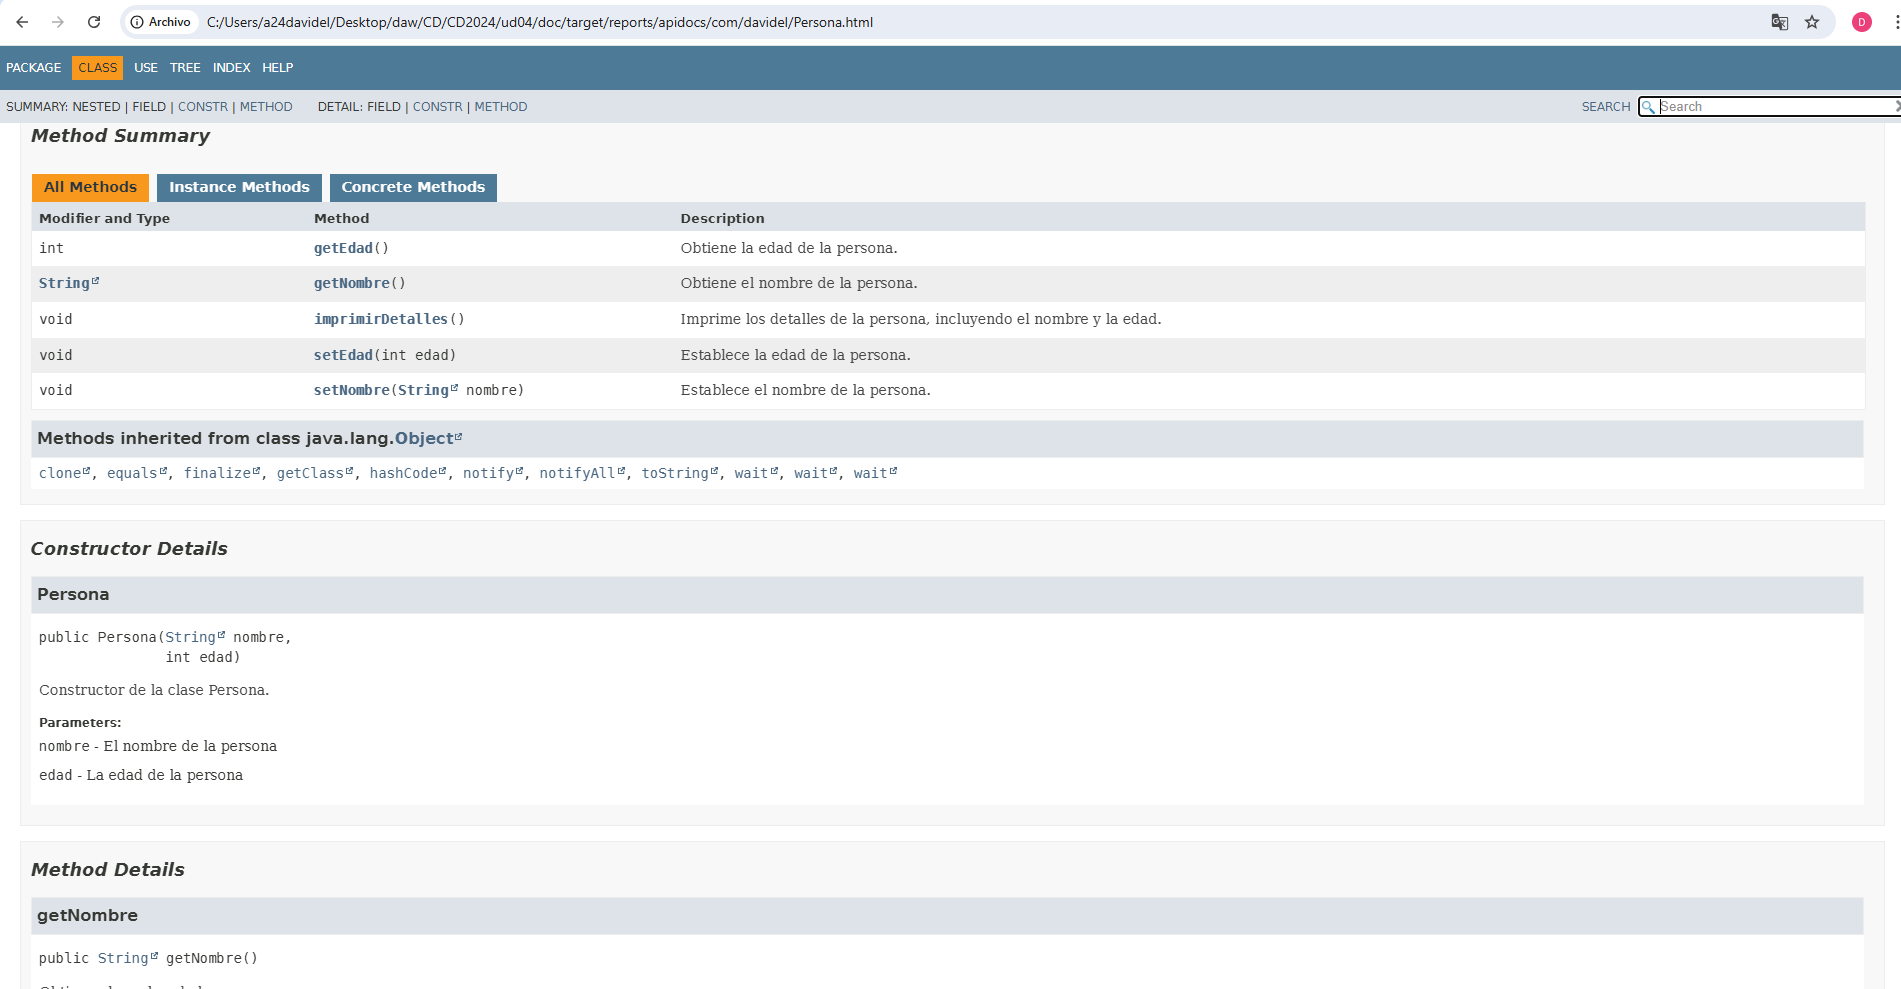 Archivo C:/Users/a24davidel/Desktop/daw/CD/CD2024/ud04/doc/target/reports/apidocs/com/davidel/Persona.html D
PACKAGE CLASS USE TREE INDEX HELP
SUMMARY: NESTED | FIELD | CONSTR | METHOD DETAIL: FIELD | CONSTR | METHOD SEARCH Search
Method Summary
All Methods Instance Methods Concrete Methods
Modifier and Type Method Description
int getEdad() Obtiene la edad de la persona.
String getNombre() Obtiene el nombre de la persona.
void imprimirDetalles() Imprime los detalles de la persona, incluyendo el nombre y la edad.
void setEdad(int edad) Establece la edad de la persona.
void setNombre(String nombre) Establece el nombre de la persona.
Methods inherited from class java.lang.Object
clone, equals, finalize, getClass, hashCode, notify, notifyAll, toString, wait, wait, wait
Constructor Details
Persona
public Persona(String nombre,
int edad)
Constructor de la clase Persona.
Parameters:
nombre - El nombre de la persona
edad - La edad de la persona
Method Details
getNombre
public String getNombre()